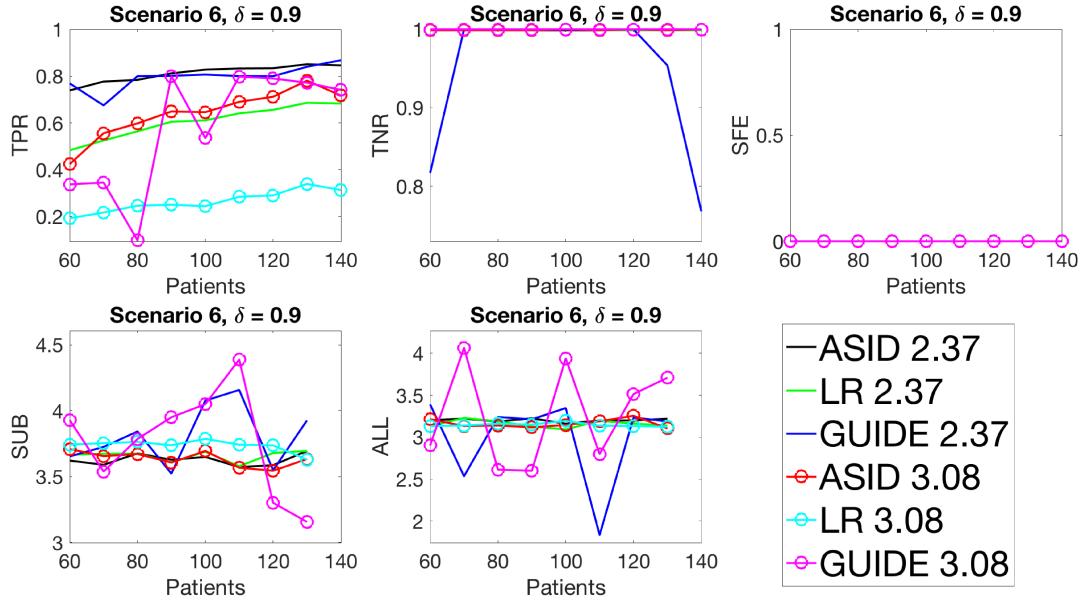 Scenario 6, δ = 0.9
TPR
1
0.8
0.6
0.4
0.2
60 80 100 120 140
Patients
Scenario 6, δ = 0.9
TNR
1
0.9
0.8
60 80 100 120 140
Patients
Scenario 6, δ = 0.9
SFE
1
0.5
0
60 80 100 120 140
Patients
Scenario 6, δ = 0.9
SUB
4.5
4
3.5
3
60 80 100 120 140
Patients
Scenario 6, δ = 0.9
ALL
4
3.5
3
2.5
2
60 80 100 120 140
Patients
ASID 2.37
LR 2.37
GUIDE 2.37
ASID 3.08
LR 3.08
GUIDE 3.08